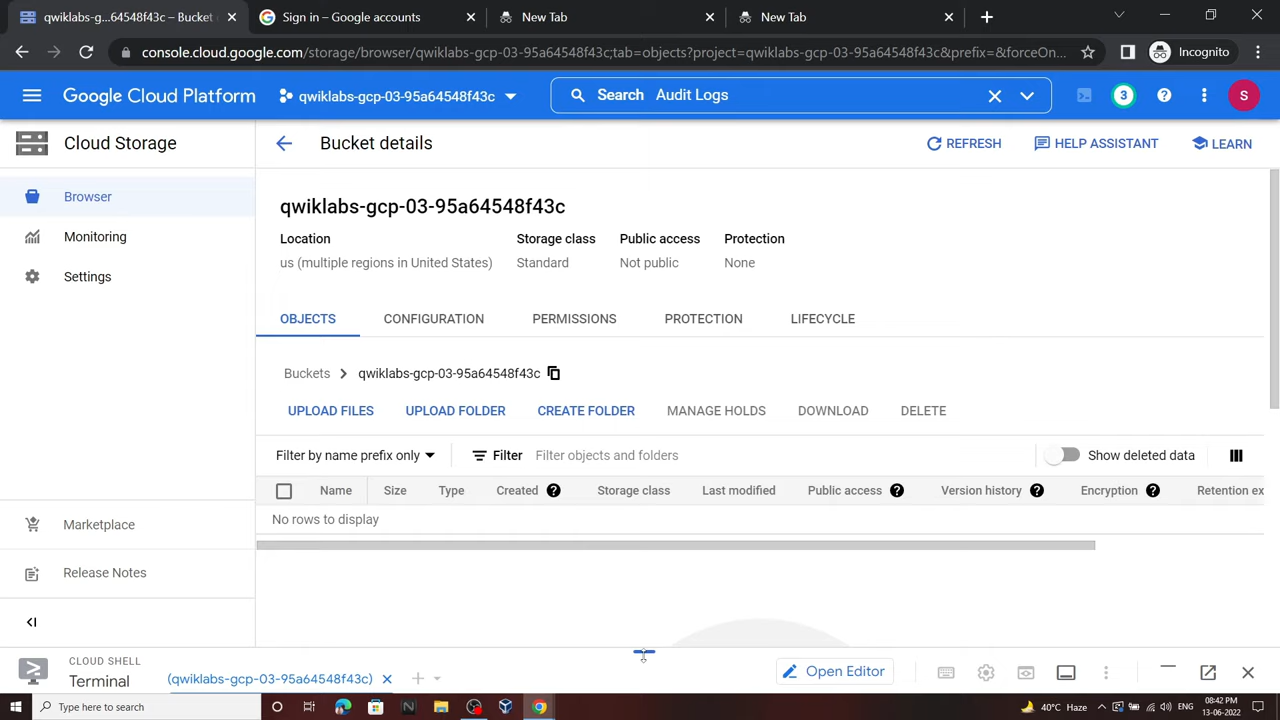 qwiklabs-g...64548f43c – Bucket
Sign in – Google accounts
New Tab
New Tab
console.cloud.google.com/storage/browser/qwiklabs-gcp-03-95a64548f43c;tab=objects?project=qwiklabs-gcp-03-95a64548f43c&prefix=&forceOn...
Incognito
Google Cloud Platform
qwiklabs-gcp-03-95a64548f43c
Search Audit Logs
3
S
Cloud Storage
Bucket details
REFRESH
HELP ASSISTANT
LEARN
Browser
Monitoring
Settings
Marketplace
Release Notes
qwiklabs-gcp-03-95a64548f43c
Location Storage class Public access Protection
us (multiple regions in United States) Standard Not public None
OBJECTS CONFIGURATION PERMISSIONS PROTECTION LIFECYCLE
Buckets qwiklabs-gcp-03-95a64548f43c
UPLOAD FILES UPLOAD FOLDER CREATE FOLDER MANAGE HOLDS DOWNLOAD DELETE
Filter by name prefix only Filter Filter objects and folders Show deleted data
Name Size Type Created Storage class Last modified Public access Version history Encryption Retention ex
No rows to display
CLOUD SHELL
Terminal
(qwiklabs-gcp-03-95a64548f43c)
Open Editor
Type here to search
40°C Haze
08:42 PM
13-06-2022